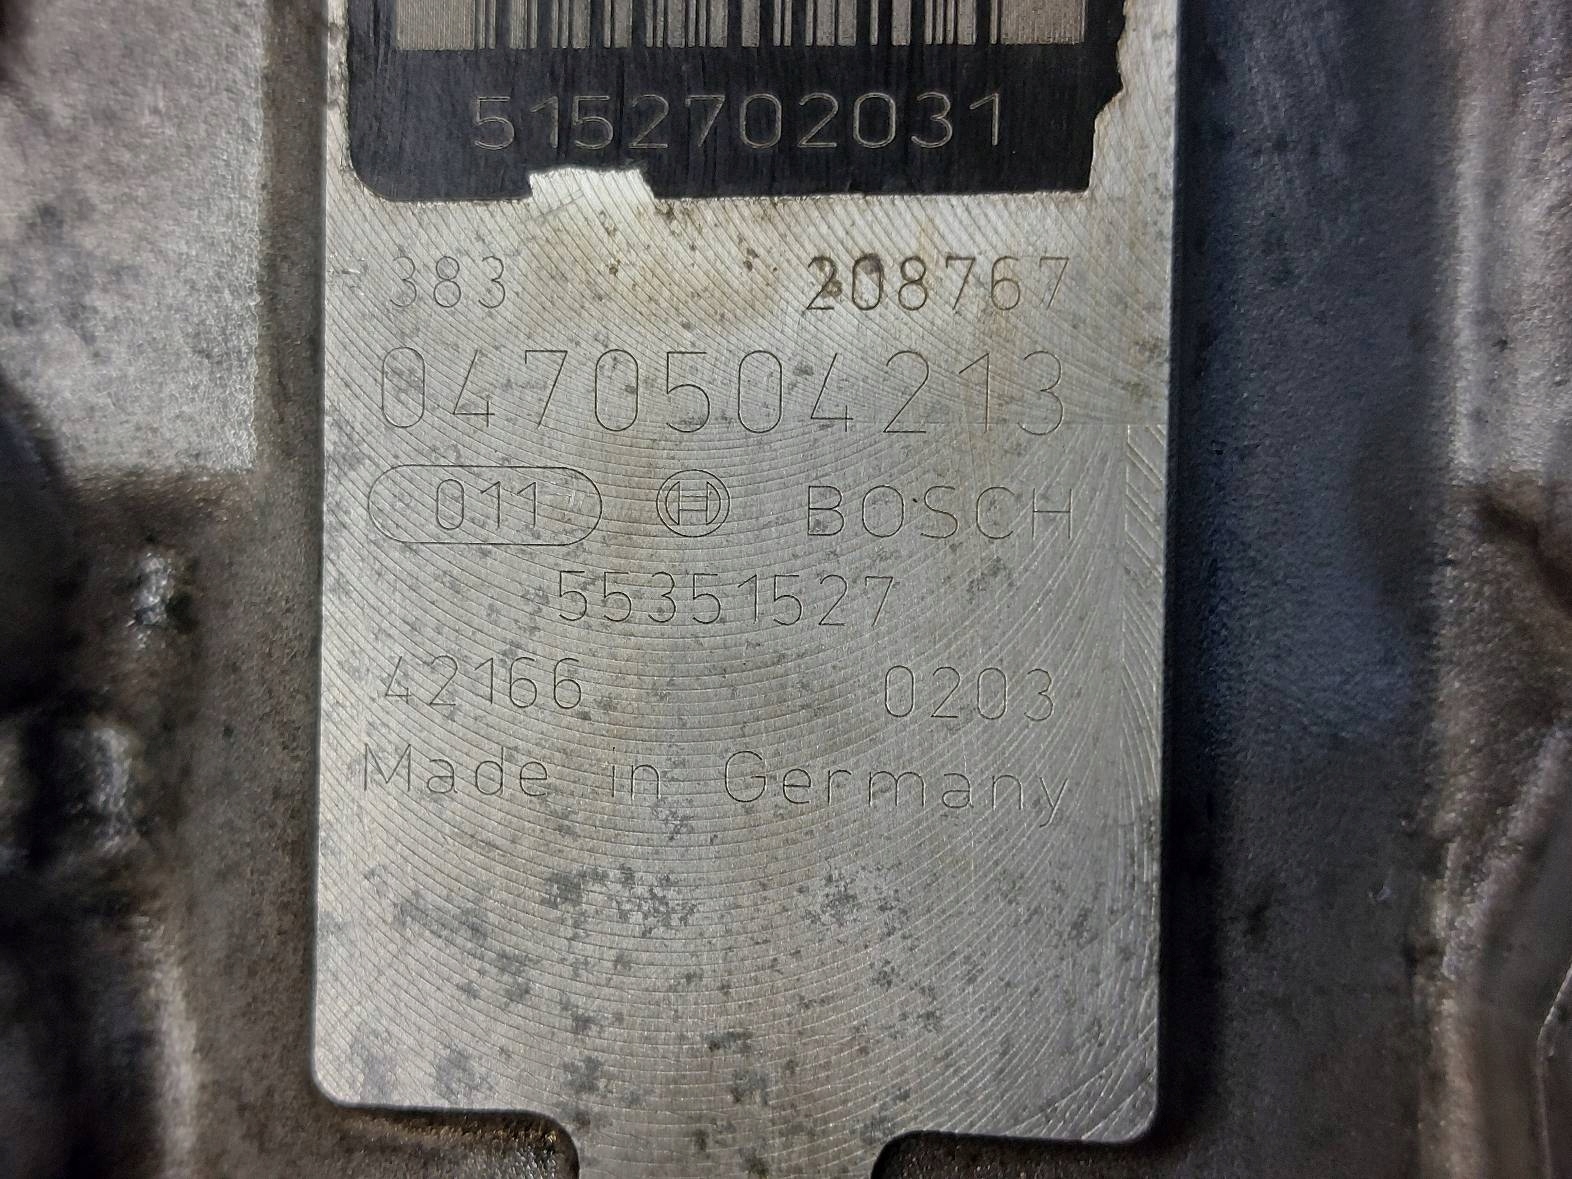 5152702031
383 208767
0470504213
011 BOSCH
55351527
42166 0203
Made in Germany